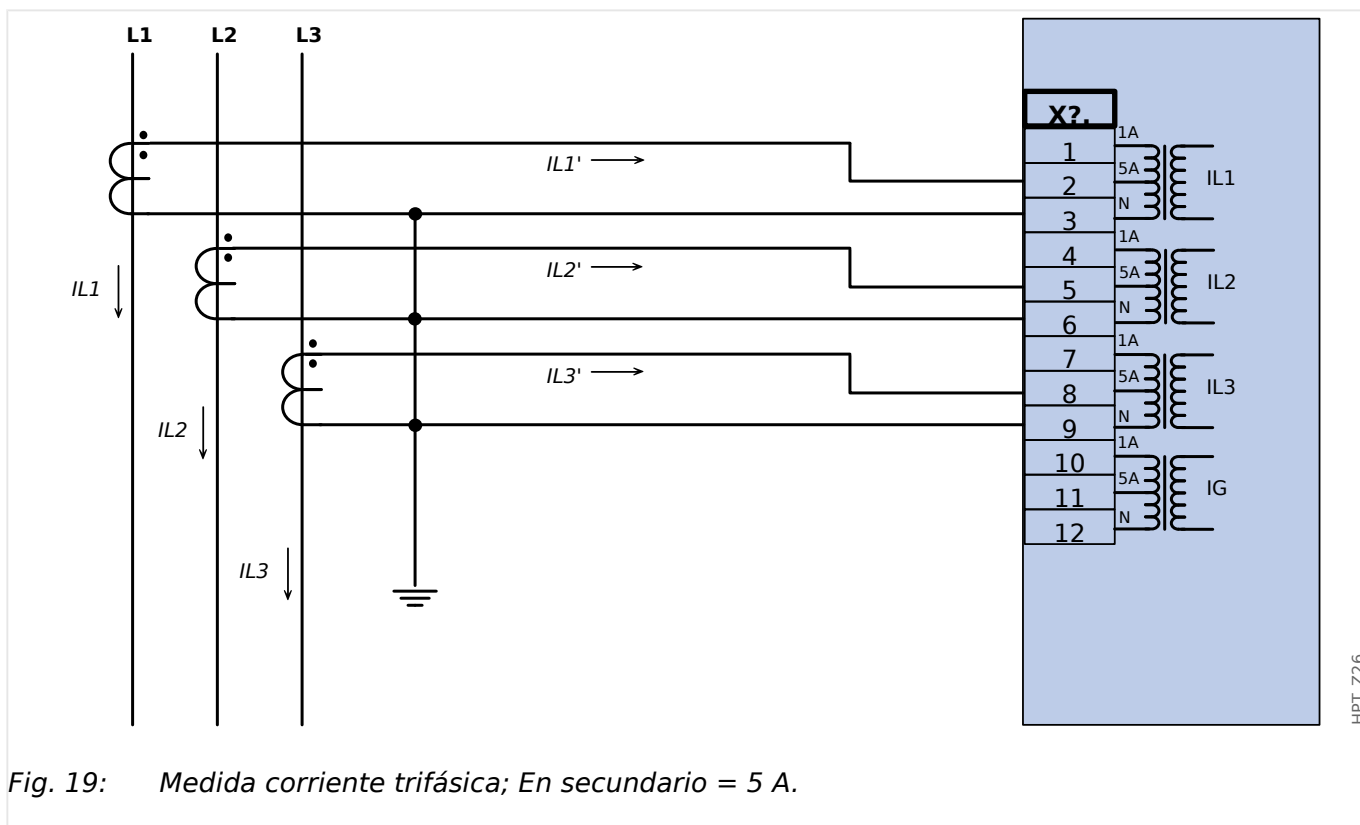 L1 L2 L3
X?.
1A
1
5A
2
N
3
IL1
1A
4
5A
5
N
6
IL2
1A
7
5A
8
N
9
IL3
1A
10
5A
11
N
12
IG
IL1'
IL2'
IL3'
IL1
IL2
IL3
HPT_Z26
Fig. 19: Medida corriente trifásica; En secundario = 5 A.